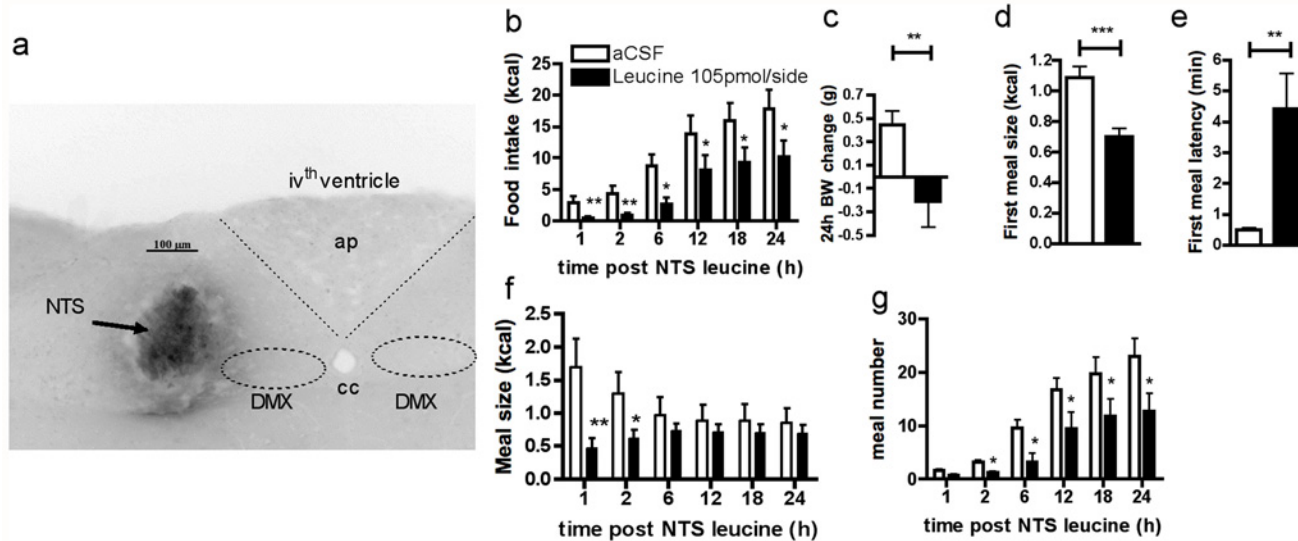 a
ivth ventricle
ap
100 µm
NTS
DMX
cc
DMX
b
aCSF
Leucine 105pmol/side
Food intake (kcal)
25
20
15
10
5
0
** ** * * * *
1 2 6 12 18 24
time post NTS leucine (h)
c
**
24h BW change (g)
0.7
0.5
0.3
0.1
-0.1
-0.3
-0.5
d
***
First meal size (kcal)
1.2
1.0
0.8
0.6
0.4
0.2
0.0
e
**
First meal latency (min)
6
5
4
3
2
1
0
f
Meal size (kcal)
2.5
2.0
1.5
1.0
0.5
0.0
** *
1 2 6 12 18 24
time post NTS leucine (h)
g
meal number
30
20
10
0
* * * * *
1 2 6 12 18 24
time post NTS leucine (h)